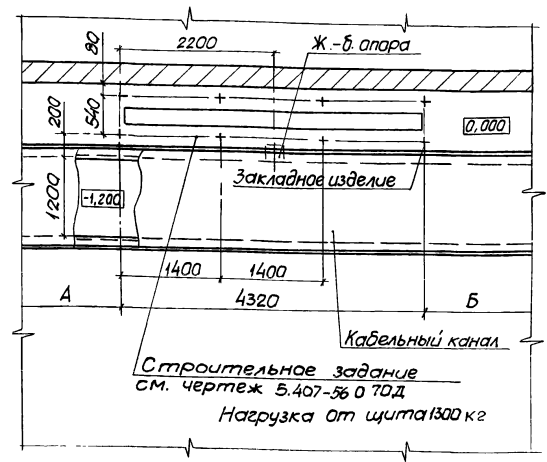 2200
Ж.-б. опора
80
540
200
0,000
Закладное изделие
-1,200
1200
1400
1400
А
4320
Б
Кабельный канал
Строительное задание
см. чертеж 5.407-56 0 70Д
Нагрузка от щита 1300 кг